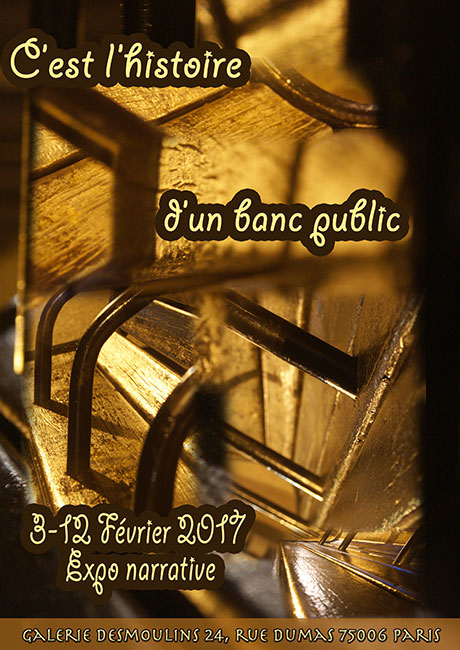 C'est l'histoire
d'un banc public
3-12 Février 2017
Expo narrative
GALERIE DESMOULINS 24, RUE DUMAS 75006 PARIS